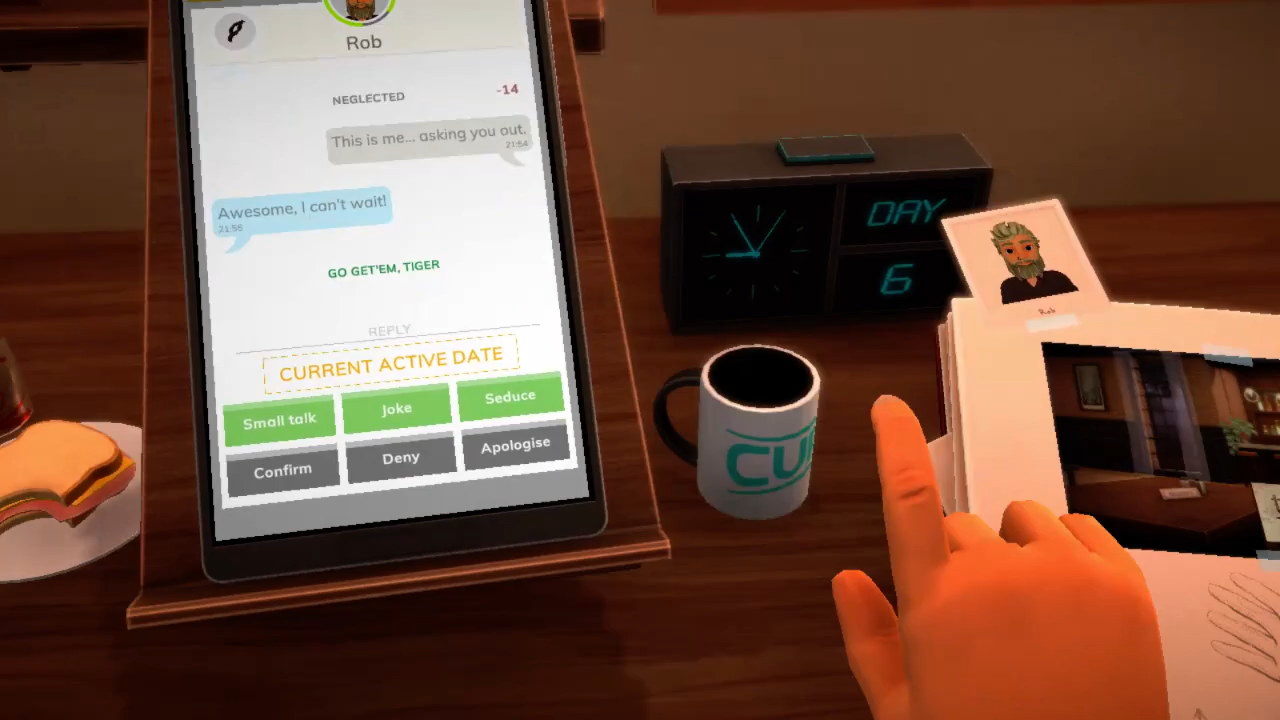 Rob
NEGLECTED -14
This is me... asking you out.
21:54
Awesome, I can't wait!
21:56
GO GET'EM, TIGER
REPLY
CURRENT ACTIVE DATE
Small talk
Joke
Seduce
Confirm
Deny
Apologise
DAY
6
CU
Rob